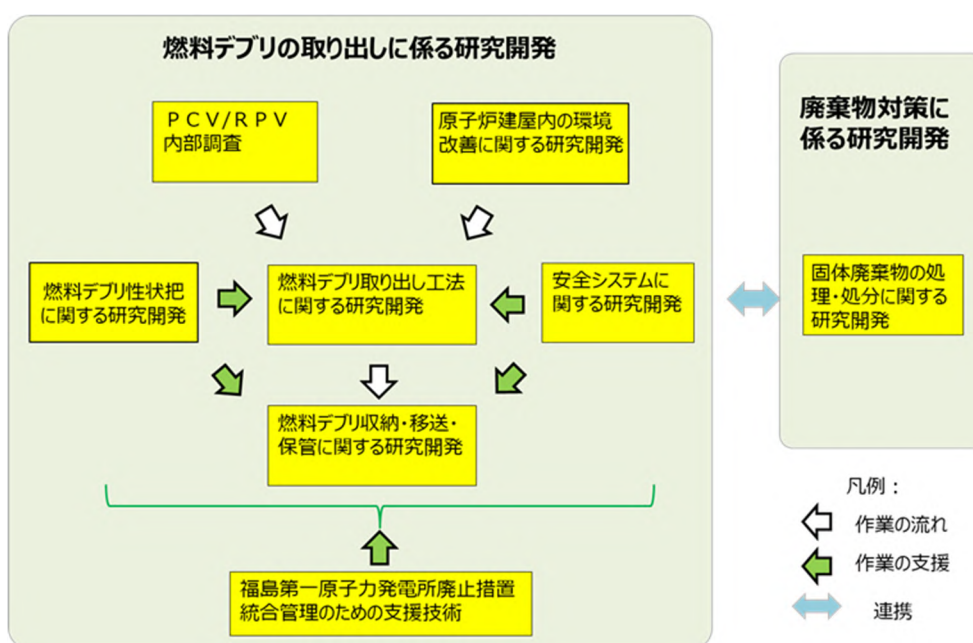 燃料デブリの取り出しに係る研究開発
ＰＣＶ/ＲＰＶ
内部調査
原子炉建屋内の環境
改善に関する研究開発
燃料デブリ性状把
に関する研究開発
燃料デブリ取り出し工法
に関する研究開発
安全システムに
関する研究開発
燃料デブリ収納・移送・
保管に関する研究開発
福島第一原子力発電所廃止措置
統合管理のための支援技術
廃棄物対策に
係る研究開発
固体廃棄物の処
理・処分に関する
研究開発
凡例：
作業の流れ
作業の支援
連携